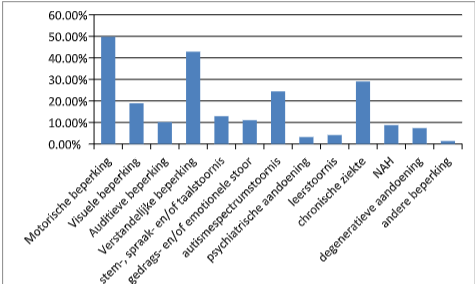 60.00%
50.00%
40.00%
30.00%
20.00%
10.00%
0.00%
Motorische beperking
Visuele beperking
Auditieve beperking
Verstandelijke beperking
stem-, spraak- en/of taalstoornis
gedrags- en/of emotionele stoor
autismespectrumstoornis
psychiatrische aandoening
leerstoornis
chronische ziekte
NAH
degeneratieve aandoening
andere beperking